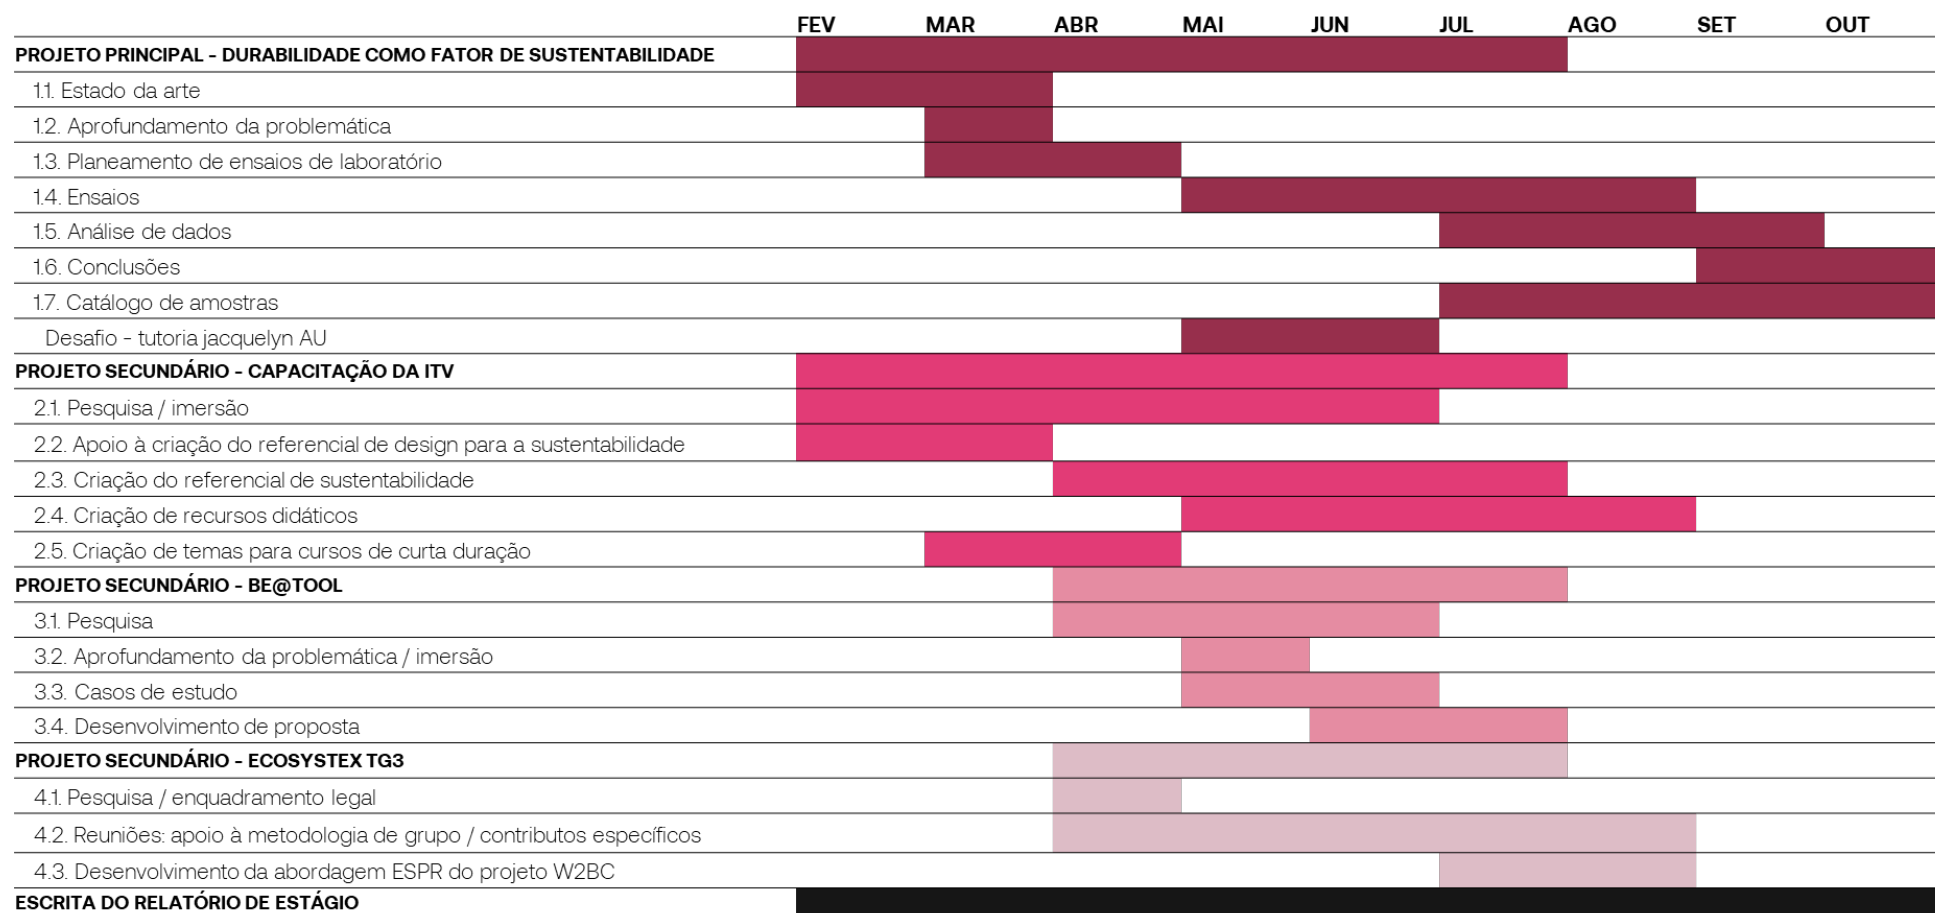 FEV MAR ABR MAI JUN JUL AGO SET OUT
PROJETO PRINCIPAL - DURABILIDADE COMO FATOR DE SUSTENTABILIDADE
1.1. Estado da arte
1.2. Aprofundamento da problemática
1.3. Planeamento de ensaios de laboratório
1.4. Ensaios
1.5. Análise de dados
1.6. Conclusões
1.7. Catálogo de amostras
Desafio - tutoria jacquelyn AU
PROJETO SECUNDÁRIO - CAPACITAÇÃO DA ITV
2.1. Pesquisa / imersão
2.2. Apoio à criação do referencial de design para a sustentabilidade
2.3. Criação do referencial de sustentabilidade
2.4. Criação de recursos didáticos
2.5. Criação de temas para cursos de curta duração
PROJETO SECUNDÁRIO - BE@TOOL
3.1. Pesquisa
3.2. Aprofundamento da problemática / imersão
3.3. Casos de estudo
3.4. Desenvolvimento de proposta
PROJETO SECUNDÁRIO - ECOSYSTEX TG3
4.1. Pesquisa / enquadramento legal
4.2. Reuniões: apoio à metodologia de grupo / contributos específicos
4.3. Desenvolvimento da abordagem ESPR do projeto W2BC
ESCRITA DO RELATÓRIO DE ESTÁGIO